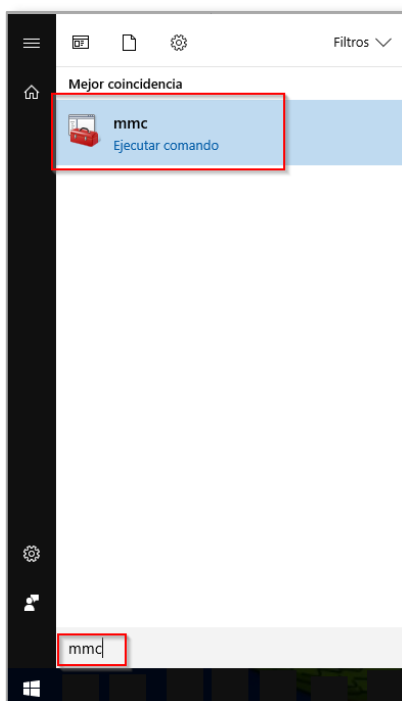 Filtros
Mejor coincidencia
mmc
Ejecutar comando
mmc